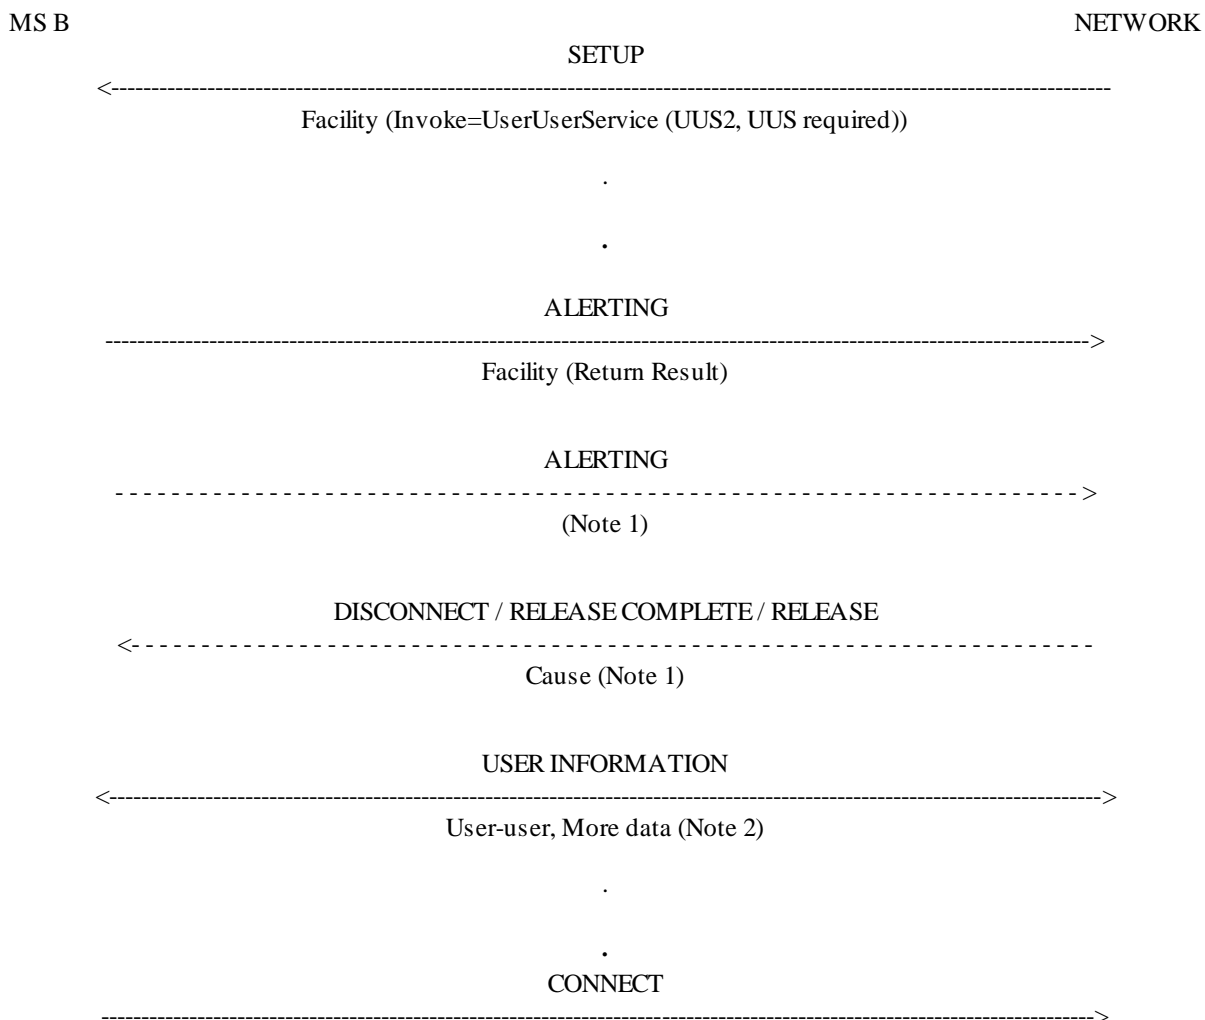 MS B NETWORK
SETUP
<----------------------------------------------------------------------------------------------------------------------------
Facility (Invoke=UserUserService (UUS2, UUS required))
.
.
ALERTING
--------------------------------------------------------------------------------------------------------------------------->
Facility (Return Result)
ALERTING
- - - - - - - - - - - - - - - - - - - - - - - - - - - - - - - - - - - - - - - - - - - - - - - - - - - - - - - - - - - - - - - - - - - - - >
(Note 1)
DISCONNECT / RELEASE COMPLETE / RELEASE
<- - - - - - - - - - - - - - - - - - - - - - - - - - - - - - - - - - - - - - - - - - - - - - - - - - - - - - - - - - - - - - - - - - - - -
Cause (Note 1)
USER INFORMATION
<--------------------------------------------------------------------------------------------------------------------------->
User-user, More data (Note 2)
.
.
CONNECT
---------------------------------------------------------------------------------------------------------------------------->